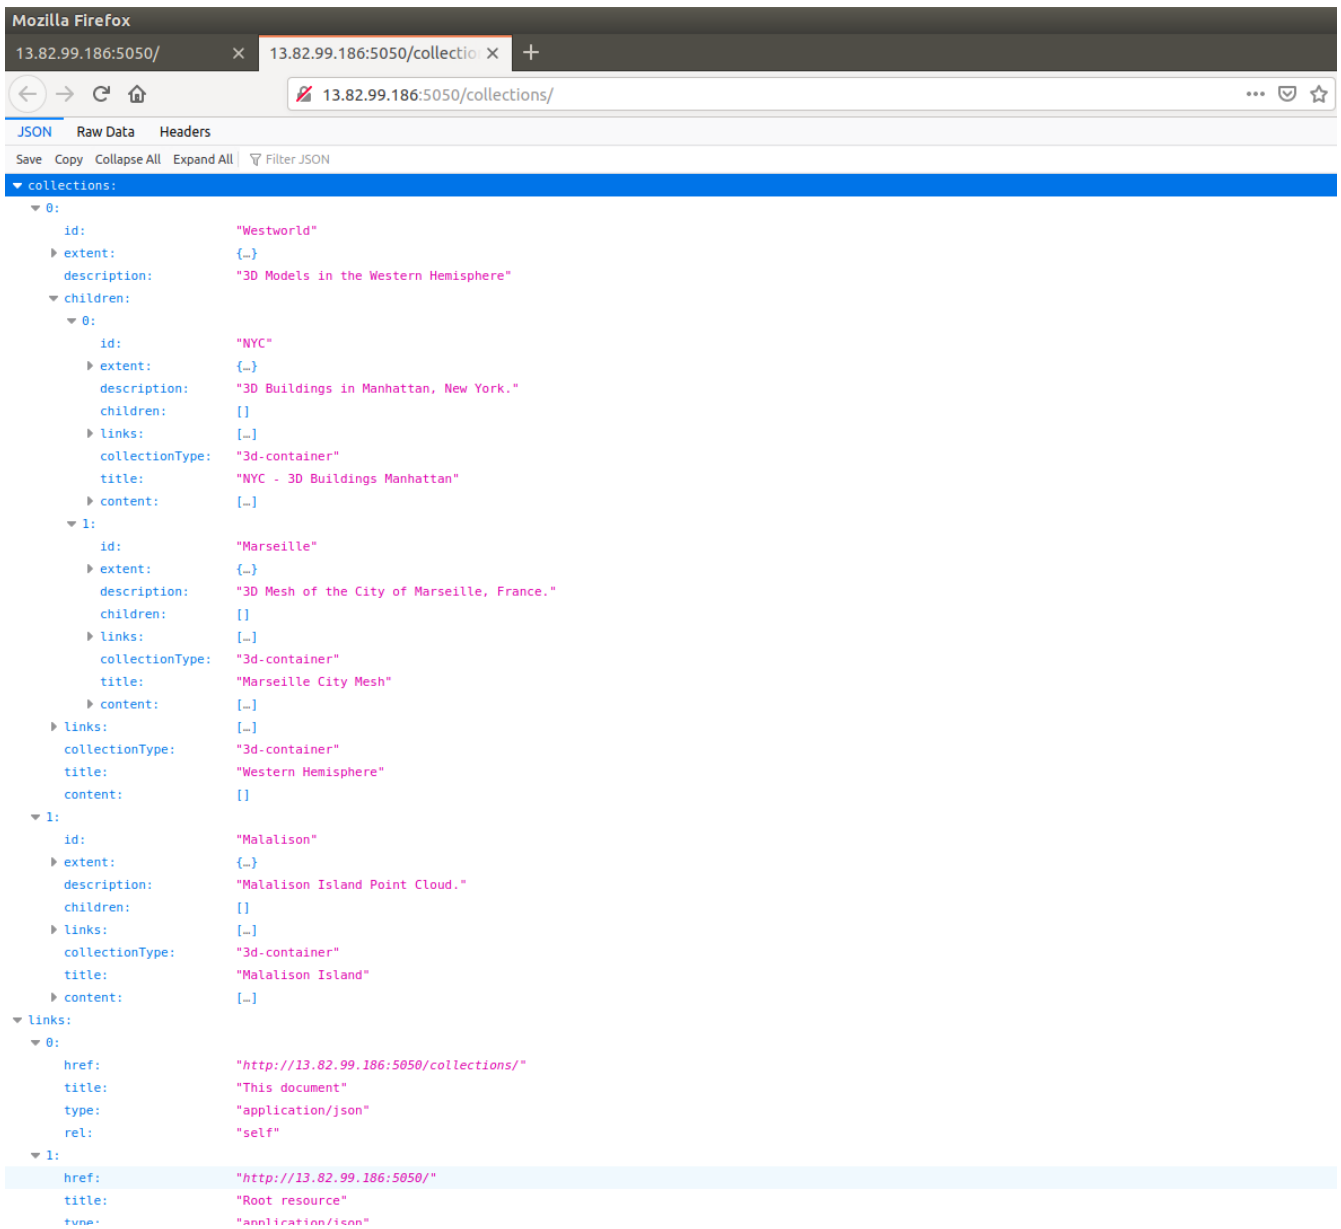 Mozilla Firefox
13.82.99.186:5050/ × 13.82.99.186:5050/collectio × +
13.82.99.186:5050/collections/
JSON Raw Data Headers
Save Copy Collapse All Expand All Filter JSON
collections:
0:
id: "Westworld"
extent: {…}
description: "3D Models in the Western Hemisphere"
children:
0:
id: "NYC"
extent: {…}
description: "3D Buildings in Manhattan, New York."
children: []
links: […]
collectionType: "3d-container"
title: "NYC - 3D Buildings Manhattan"
content: […]
1:
id: "Marseille"
extent: {…}
description: "3D Mesh of the City of Marseille, France."
children: []
links: […]
collectionType: "3d-container"
title: "Marseille City Mesh"
content: […]
links: […]
collectionType: "3d-container"
title: "Western Hemisphere"
content: []
1:
id: "Malalison"
extent: {…}
description: "Malalison Island Point Cloud."
children: []
links: […]
collectionType: "3d-container"
title: "Malalison Island"
content: […]
links:
0:
href: "http://13.82.99.186:5050/collections/"
title: "This document"
type: "application/json"
rel: "self"
1:
href: "http://13.82.99.186:5050/"
title: "Root resource"
type: "application/json"